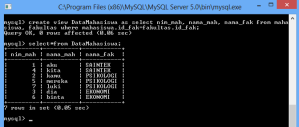 C:\Program Files (x86)\MySQL\MySQL Server 5.0\bin\mysql.exe
mysql> create view DataMahasiswa as select nim_mah, nama_mah, nama_fak from maha
siswa, fakultas where mahasiswa.id_fak=fakultas.id_fak;
Query OK, 0 rows affected (0.06 sec)
mysql> select*from DataMahasiswa;
| nim_mah | nama_mah | nama_fak |
| 1 | aku | SAINTEK |
| 4 | kita | SAINTEK |
| 2 | kamu | PSIKOLOGI |
| 5 | mereka | PSIKOLOGI |
| 7 | luki | PSIKOLOGI |
| 3 | dia | EKONOMI |
| 6 | binta | EKONOMI |
7 rows in set (0.05 sec)
mysql> _